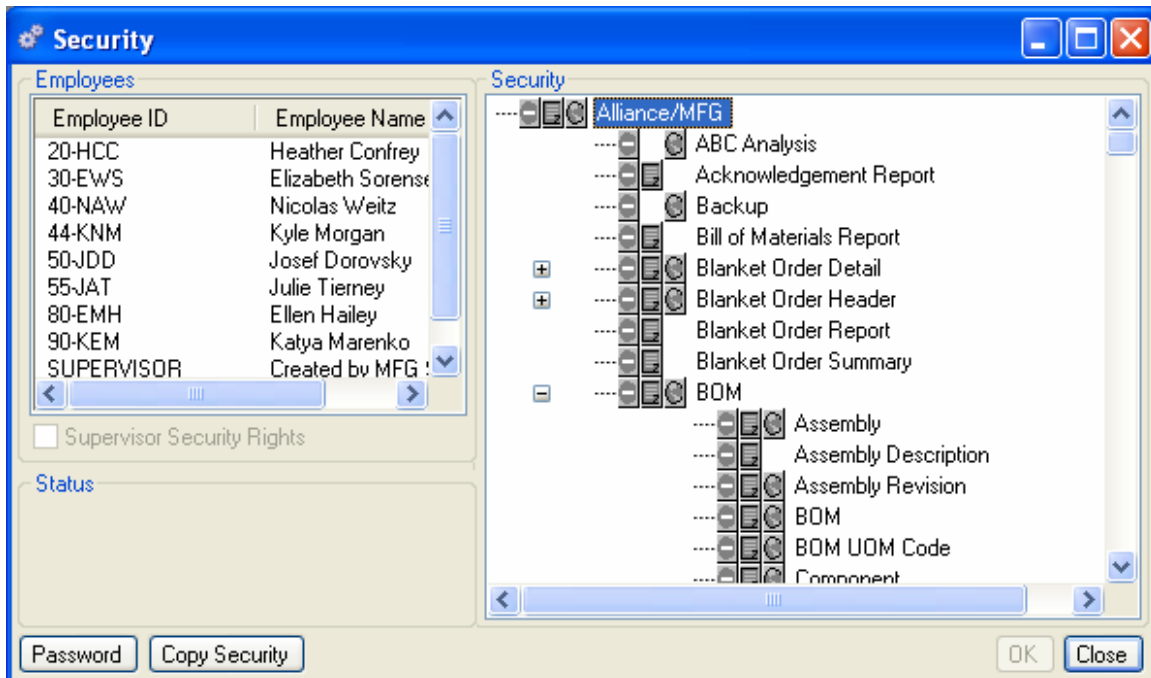 Security
Employees
Employee ID Employee Name
20-HCC Heather Confrey
30-EWS Elizabeth Sorense
40-NAW Nicolas Weitz
44-KNM Kyle Morgan
50-JDD Josef Dorovsky
55-JAT Julie Tierney
80-EMH Ellen Hailey
90-KEM Katya Marenko
SUPERVISOR Created by MFG S
Supervisor Security Rights
Status
Password
Copy Security
Security
Alliance/MFG
ABC Analysis
Acknowledgement Report
Backup
Bill of Materials Report
Blanket Order Detail
Blanket Order Header
Blanket Order Report
Blanket Order Summary
BOM
Assembly
Assembly Description
Assembly Revision
BOM
BOM UOM Code
Component
OK
Close